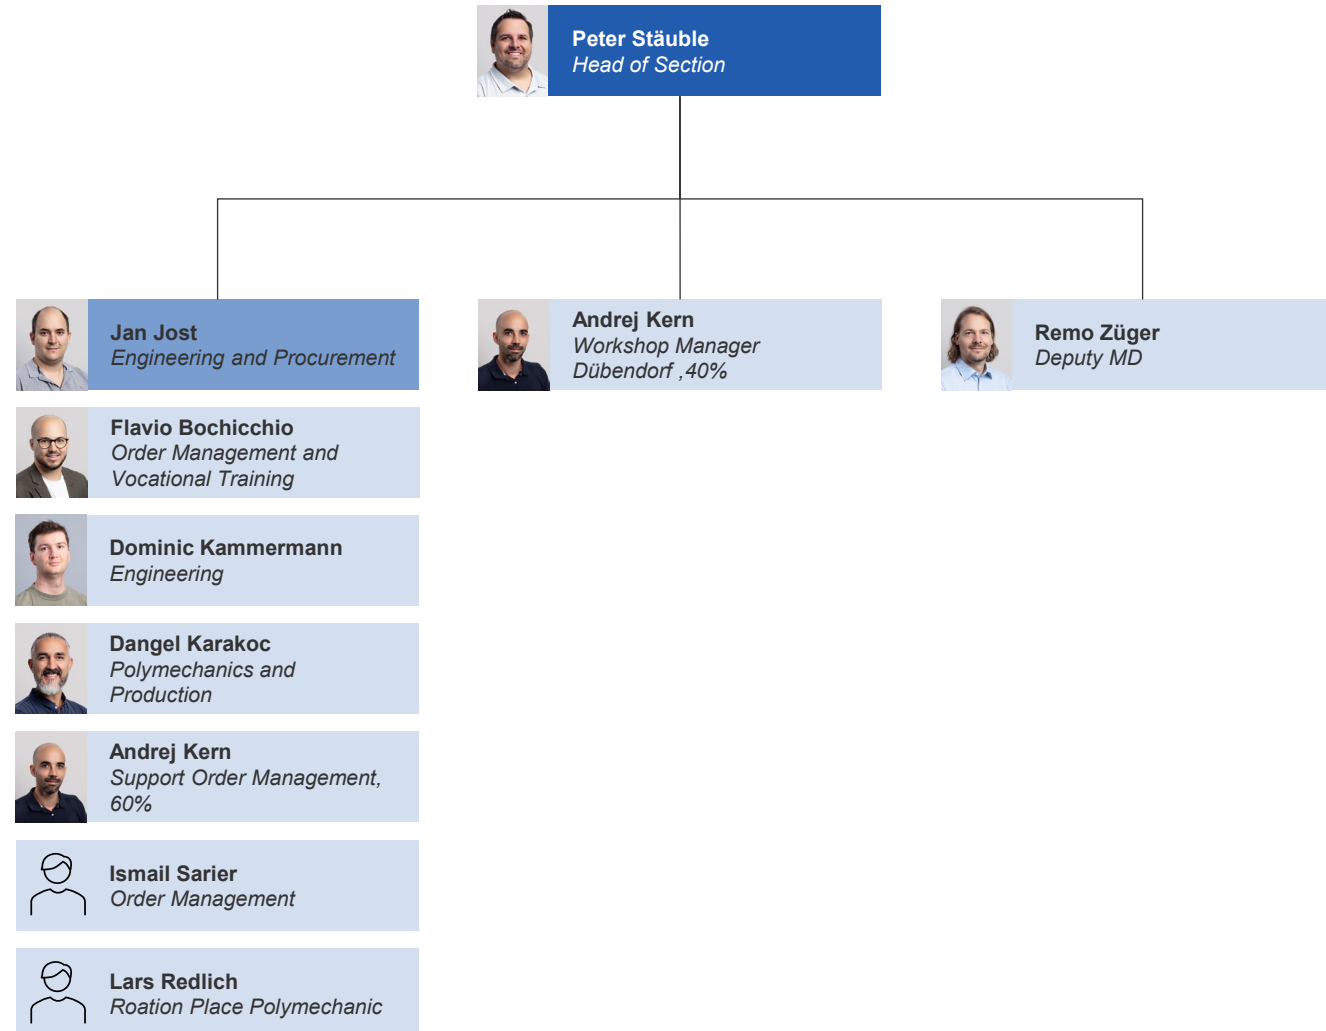 Peter Stäuble
Head of Section
Jan Jost
Engineering and Procurement
Andrej Kern
Workshop Manager
Dübendorf ,40%
Remo Züger
Deputy MD
Flavio Bochicchio
Order Management and
Vocational Training
Dominic Kammermann
Engineering
Dangel Karakoc
Polymechanics and
Production
Andrej Kern
Support Order Management,
60%
Ismail Sarier
Order Management
Lars Redlich
Roation Place Polymechanic